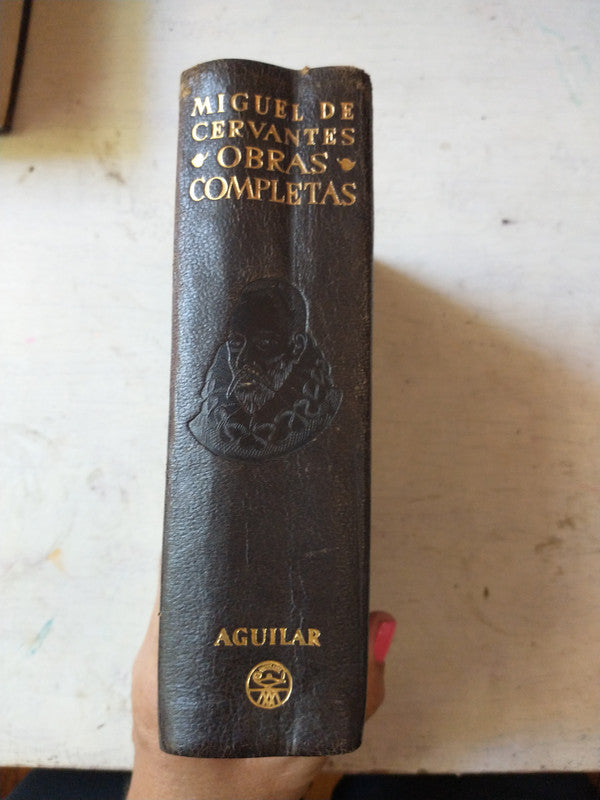 MIGUEL DE
CERVANTES
OBRAS
COMPLETAS
AGUILAR